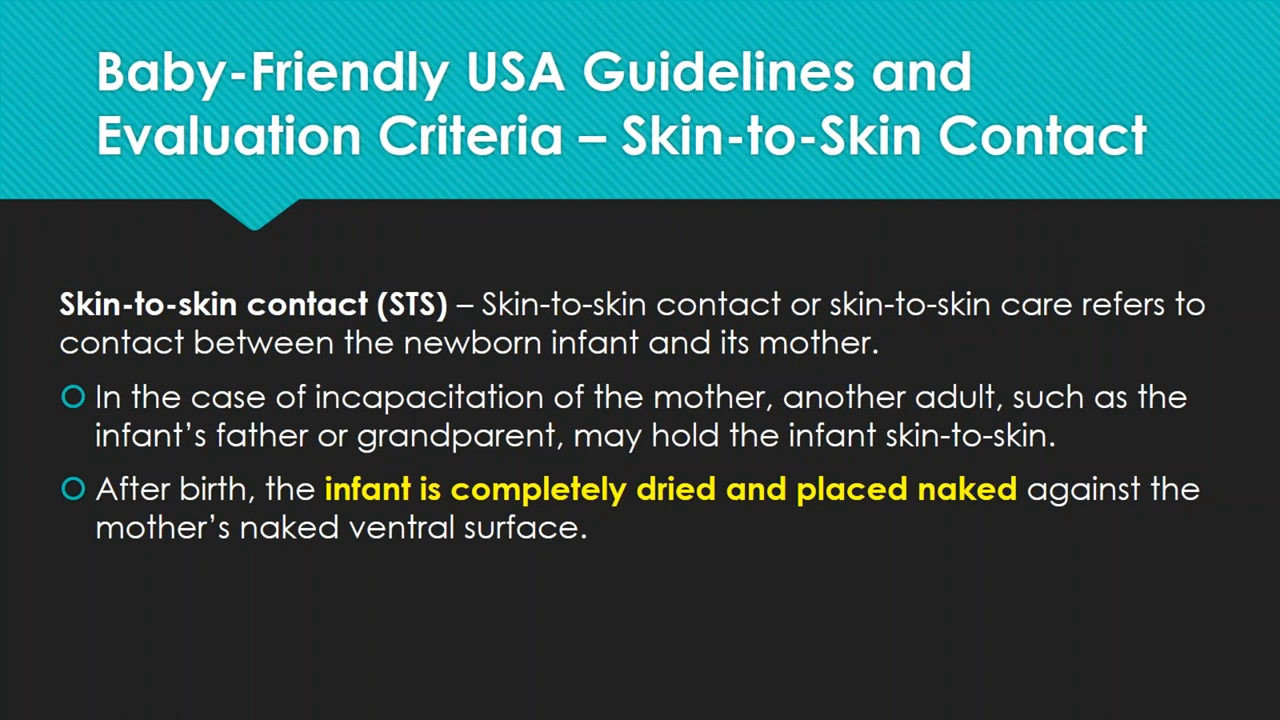 Baby-Friendly USA Guidelines and
Evaluation Criteria – Skin-to-Skin Contact
Skin-to-skin contact (STS) – Skin-to-skin contact or skin-to-skin care refers to
contact between the newborn infant and its mother.
In the case of incapacitation of the mother, another adult, such as the
infant’s father or grandparent, may hold the infant skin-to-skin.
After birth, the infant is completely dried and placed naked against the
mother’s naked ventral surface.